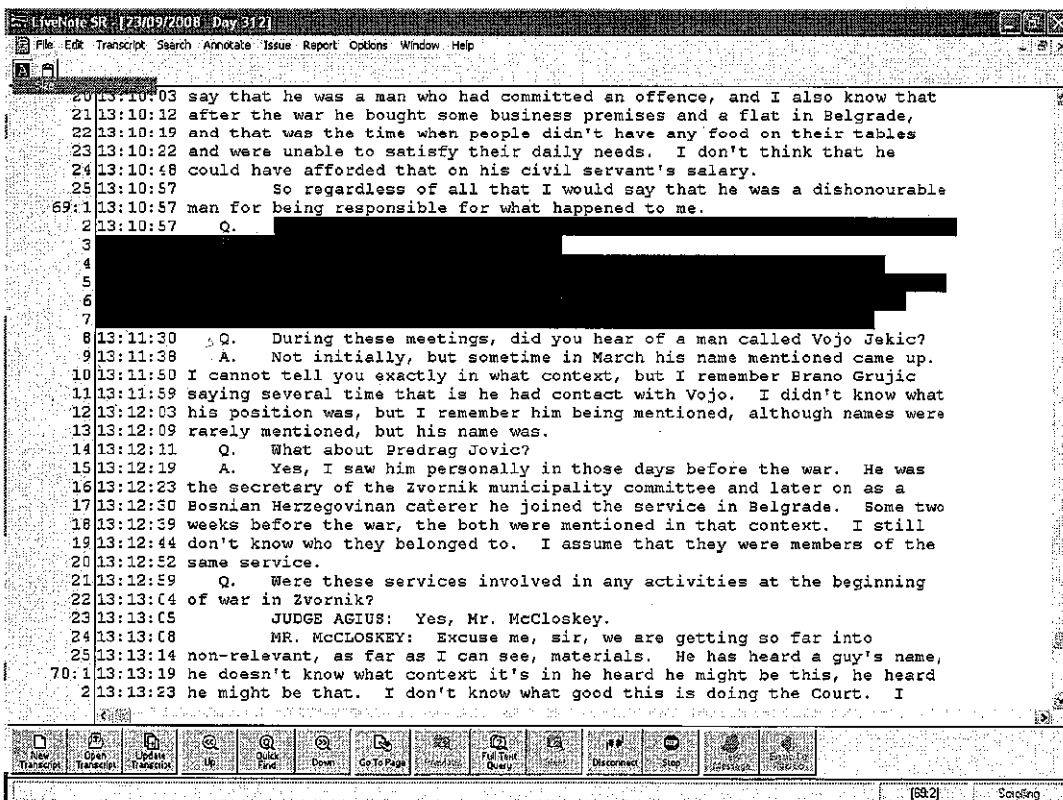 LiveNote SR - [23/09/2008 Day 312]
File Edit Transcript Search Annotate Issue Report Options Window Help
20 13:10:03 say that he was a man who had committed an offence, and I also know that
21 13:10:12 after the war he bought some business premises and a flat in Belgrade,
22 13:10:19 and that was the time when people didn't have any food on their tables
23 13:10:22 and were unable to satisfy their daily needs. I don't think that he
24 13:10:48 could have afforded that on his civil servant's salary.
25 13:10:57 So regardless of all that I would say that he was a dishonourable
69:1 13:10:57 man for being responsible for what happened to me.
2 13:10:57 Q.
3
4
5
6
7
8 13:11:30 Q. During these meetings, did you hear of a man called Vojo Jekic?
9 13:11:38 A. Not initially, but sometime in March his name mentioned came up.
10 13:11:50 I cannot tell you exactly in what context, but I remember Brano Grujic
11 13:11:59 saying several time that is he had contact with Vojo. I didn't know what
12 13:12:03 his position was, but I remember him being mentioned, although names were
13 13:12:09 rarely mentioned, but his name was.
14 13:12:11 Q. What about Predrag Jovic?
15 13:12:19 A. Yes, I saw him personally in those days before the war. He was
16 13:12:23 the secretary of the Zvornik municipality committee and later on as a
17 13:12:30 Bosnian Herzegovinan caterer he joined the service in Belgrade. Some two
18 13:12:39 weeks before the war, the both were mentioned in that context. I still
19 13:12:44 don't know who they belonged to. I assume that they were members of the
20 13:12:52 same service.
21 13:12:59 Q. Were these services involved in any activities at the beginning
22 13:13:04 of war in Zvornik?
23 13:13:05 JUDGE AGIUS: Yes, Mr. McCloskey.
24 13:13:08 MR. McCLOSKEY: Excuse me, sir, we are getting so far into
25 13:13:14 non-relevant, as far as I can see, materials. He has heard a guy's name,
70:1 13:13:19 he doesn't know what context it's in he heard he might be this, he heard
2 13:13:23 he might be that. I don't know what good this is doing the Court. I
New Transcript Open Transcript Update Transcript Up Quick Find Down Go To Page Full Text Query Disconnect Stop
[69:2] Scrolling